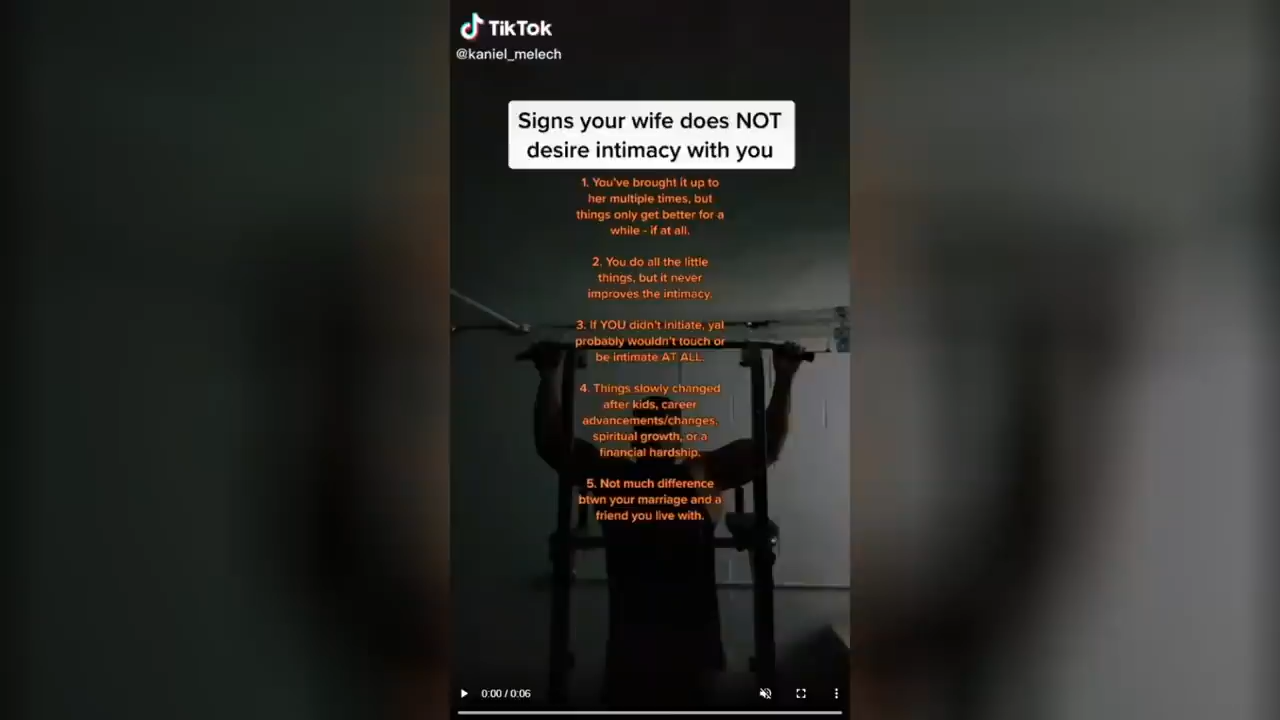 TikTok
@kaniel_melech
Signs your wife does NOT
desire intimacy with you
1. You've brought it up to
her multiple times, but
things only get better for a
while - if at all.
2. You do all the little
things, but it never
improves the intimacy.
3. If YOU didn't initiate, yal
probably wouldn't touch or
be intimate AT ALL.
4. Things slowly changed
after kids, career
advancements/changes,
spiritual growth, or a
financial hardship.
5. Not much difference
btwn your marriage and a
friend you live with.
0:00 / 0:06